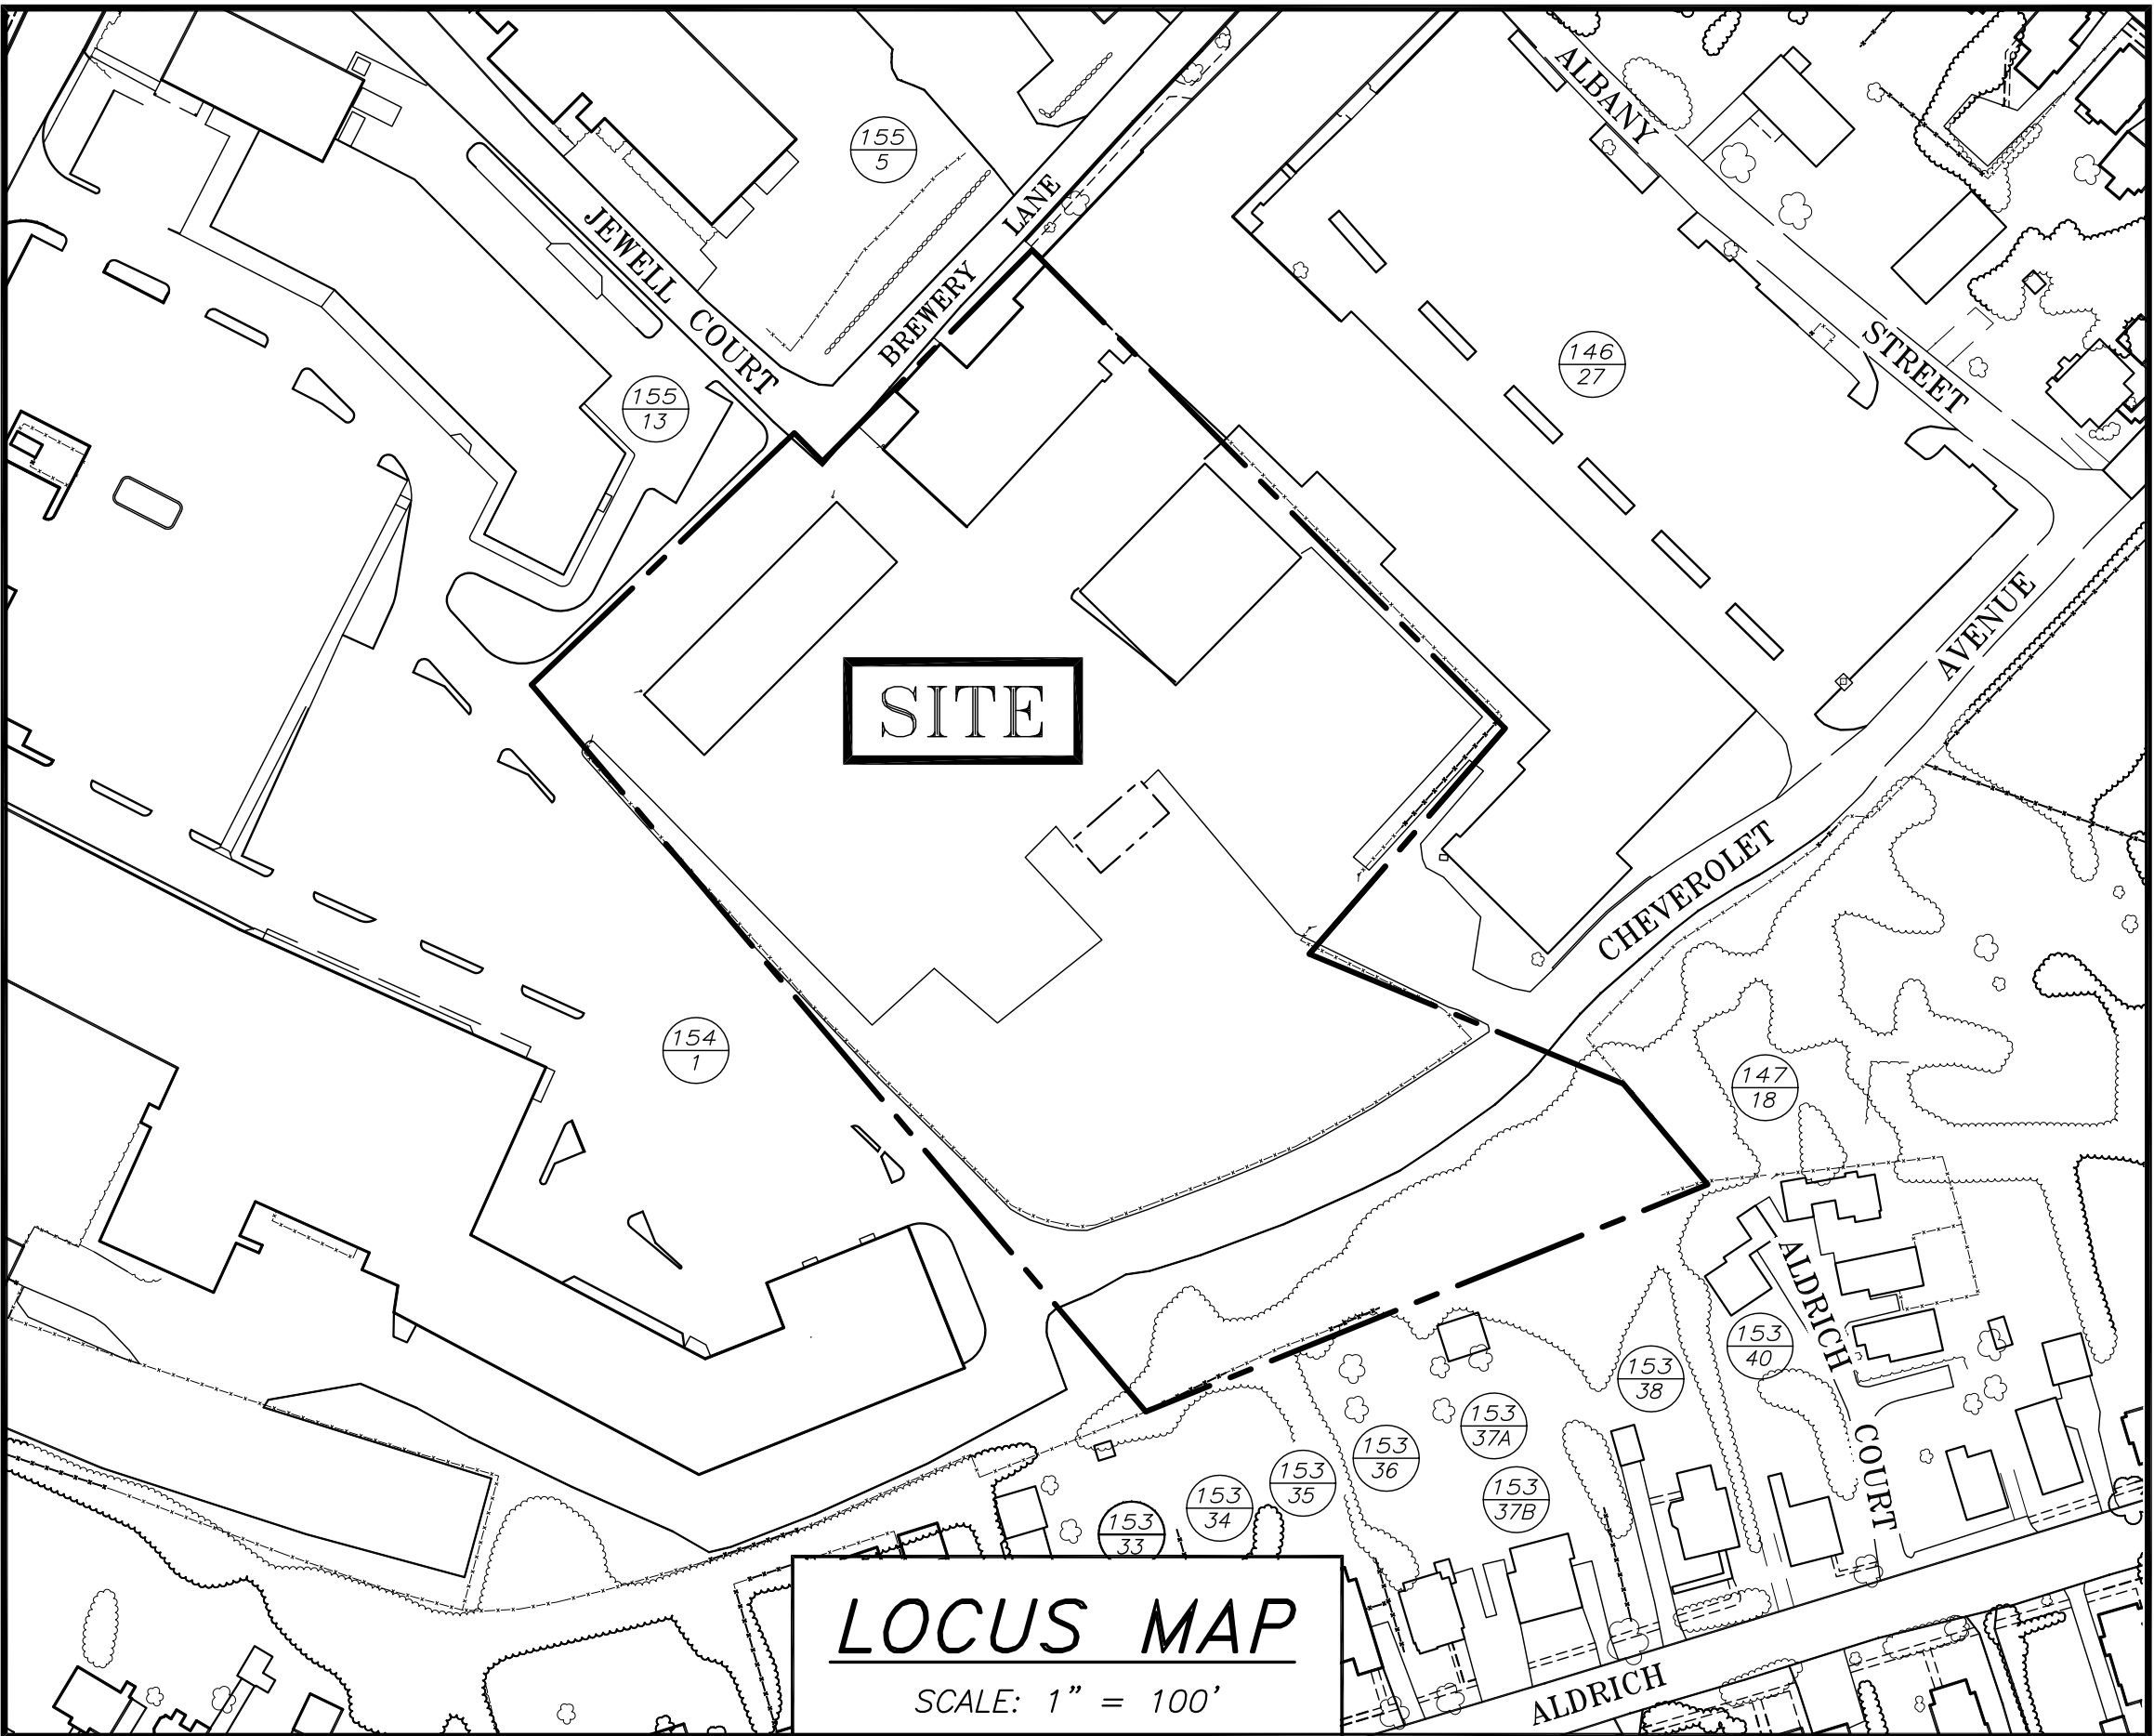 ALBANY
155
5
JEWELL COURT
BREWERY LANE
146
27
STREET
155
13
AVENUE
SITE
CHEVEROLET
154
1
147
18
ALDRICH
153
40
153
38
153
37A
COURT
153
36
153
35
153
37B
153
34
153
33
LOCUS MAP
SCALE: 1" = 100'
ALDRICH